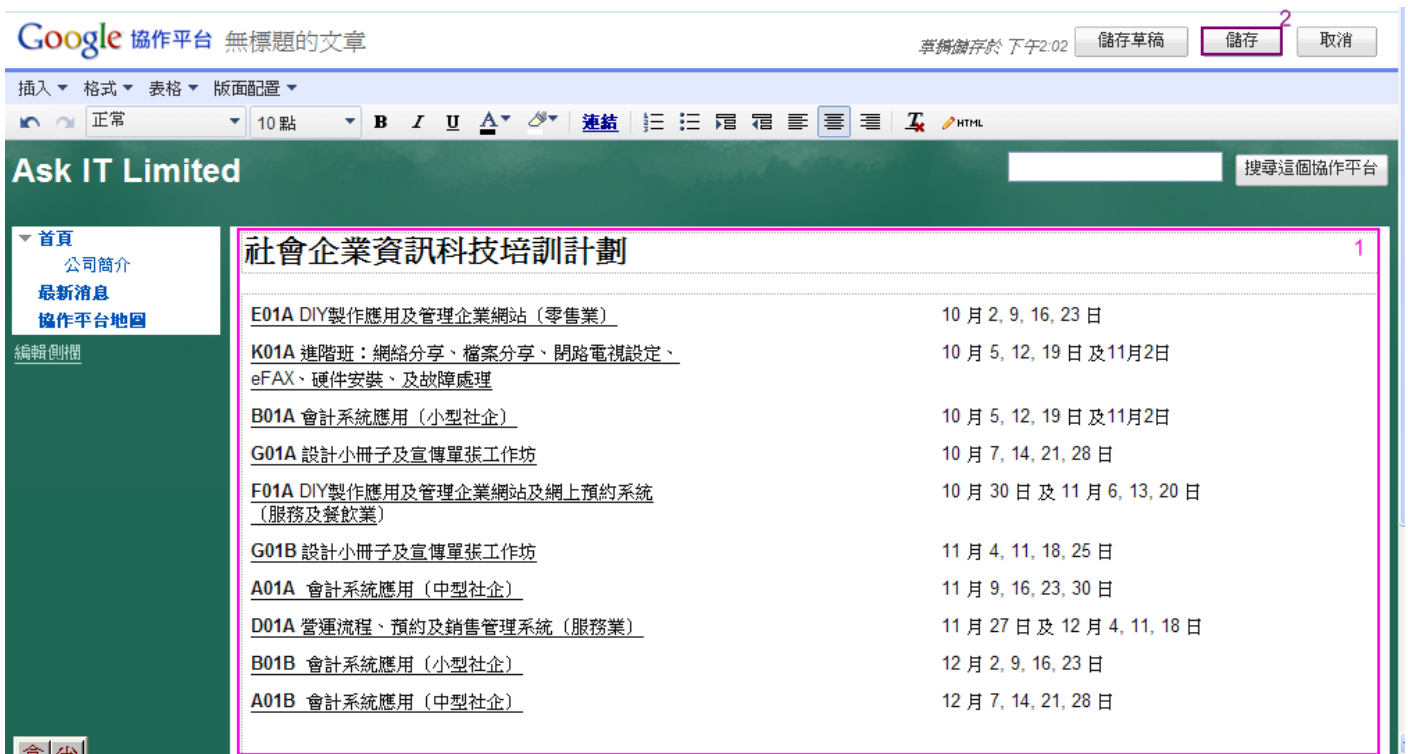 Google 協作平台 無標題的文章
草稿儲存於 下午2:02 儲存草稿 儲存 取消
2
插入 格式 表格 版面配置
正常 10 點 B I U A 連結 T HTML
Ask IT Limited
搜尋這個協作平台
首頁
公司簡介
最新消息
協作平台地圖
編輯側欄
社會企業資訊科技培訓計劃
1
E01A DIY製作應用及管理企業網站（零售業） 10 月 2, 9, 16, 23 日
K01A 進階班：網絡分享、檔案分享、閉路電視設定、 10 月 5, 12, 19 日 及11月2日
eFAX、硬件安裝、及故障處理
B01A 會計系統應用（小型社企） 10 月 5, 12, 19 日 及11月2日
G01A 設計小冊子及宣傳單張工作坊 10 月 7, 14, 21, 28 日
F01A DIY製作應用及管理企業網站及網上預約系統 10 月 30 日 及 11 月 6, 13, 20 日
（服務及餐飲業)
G01B 設計小冊子及宣傳單張工作坊 11 月 4, 11, 18, 25 日
A01A 會計系統應用（中型社企） 11 月 9, 16, 23, 30 日
D01A 營運流程、預約及銷售管理系統（服務業） 11 月 27 日 及 12 月 4, 11, 18 日
B01B 會計系統應用（小型社企） 12 月 2, 9, 16, 23 日
A01B 會計系統應用（中型社企） 12 月 7, 14, 21, 28 日